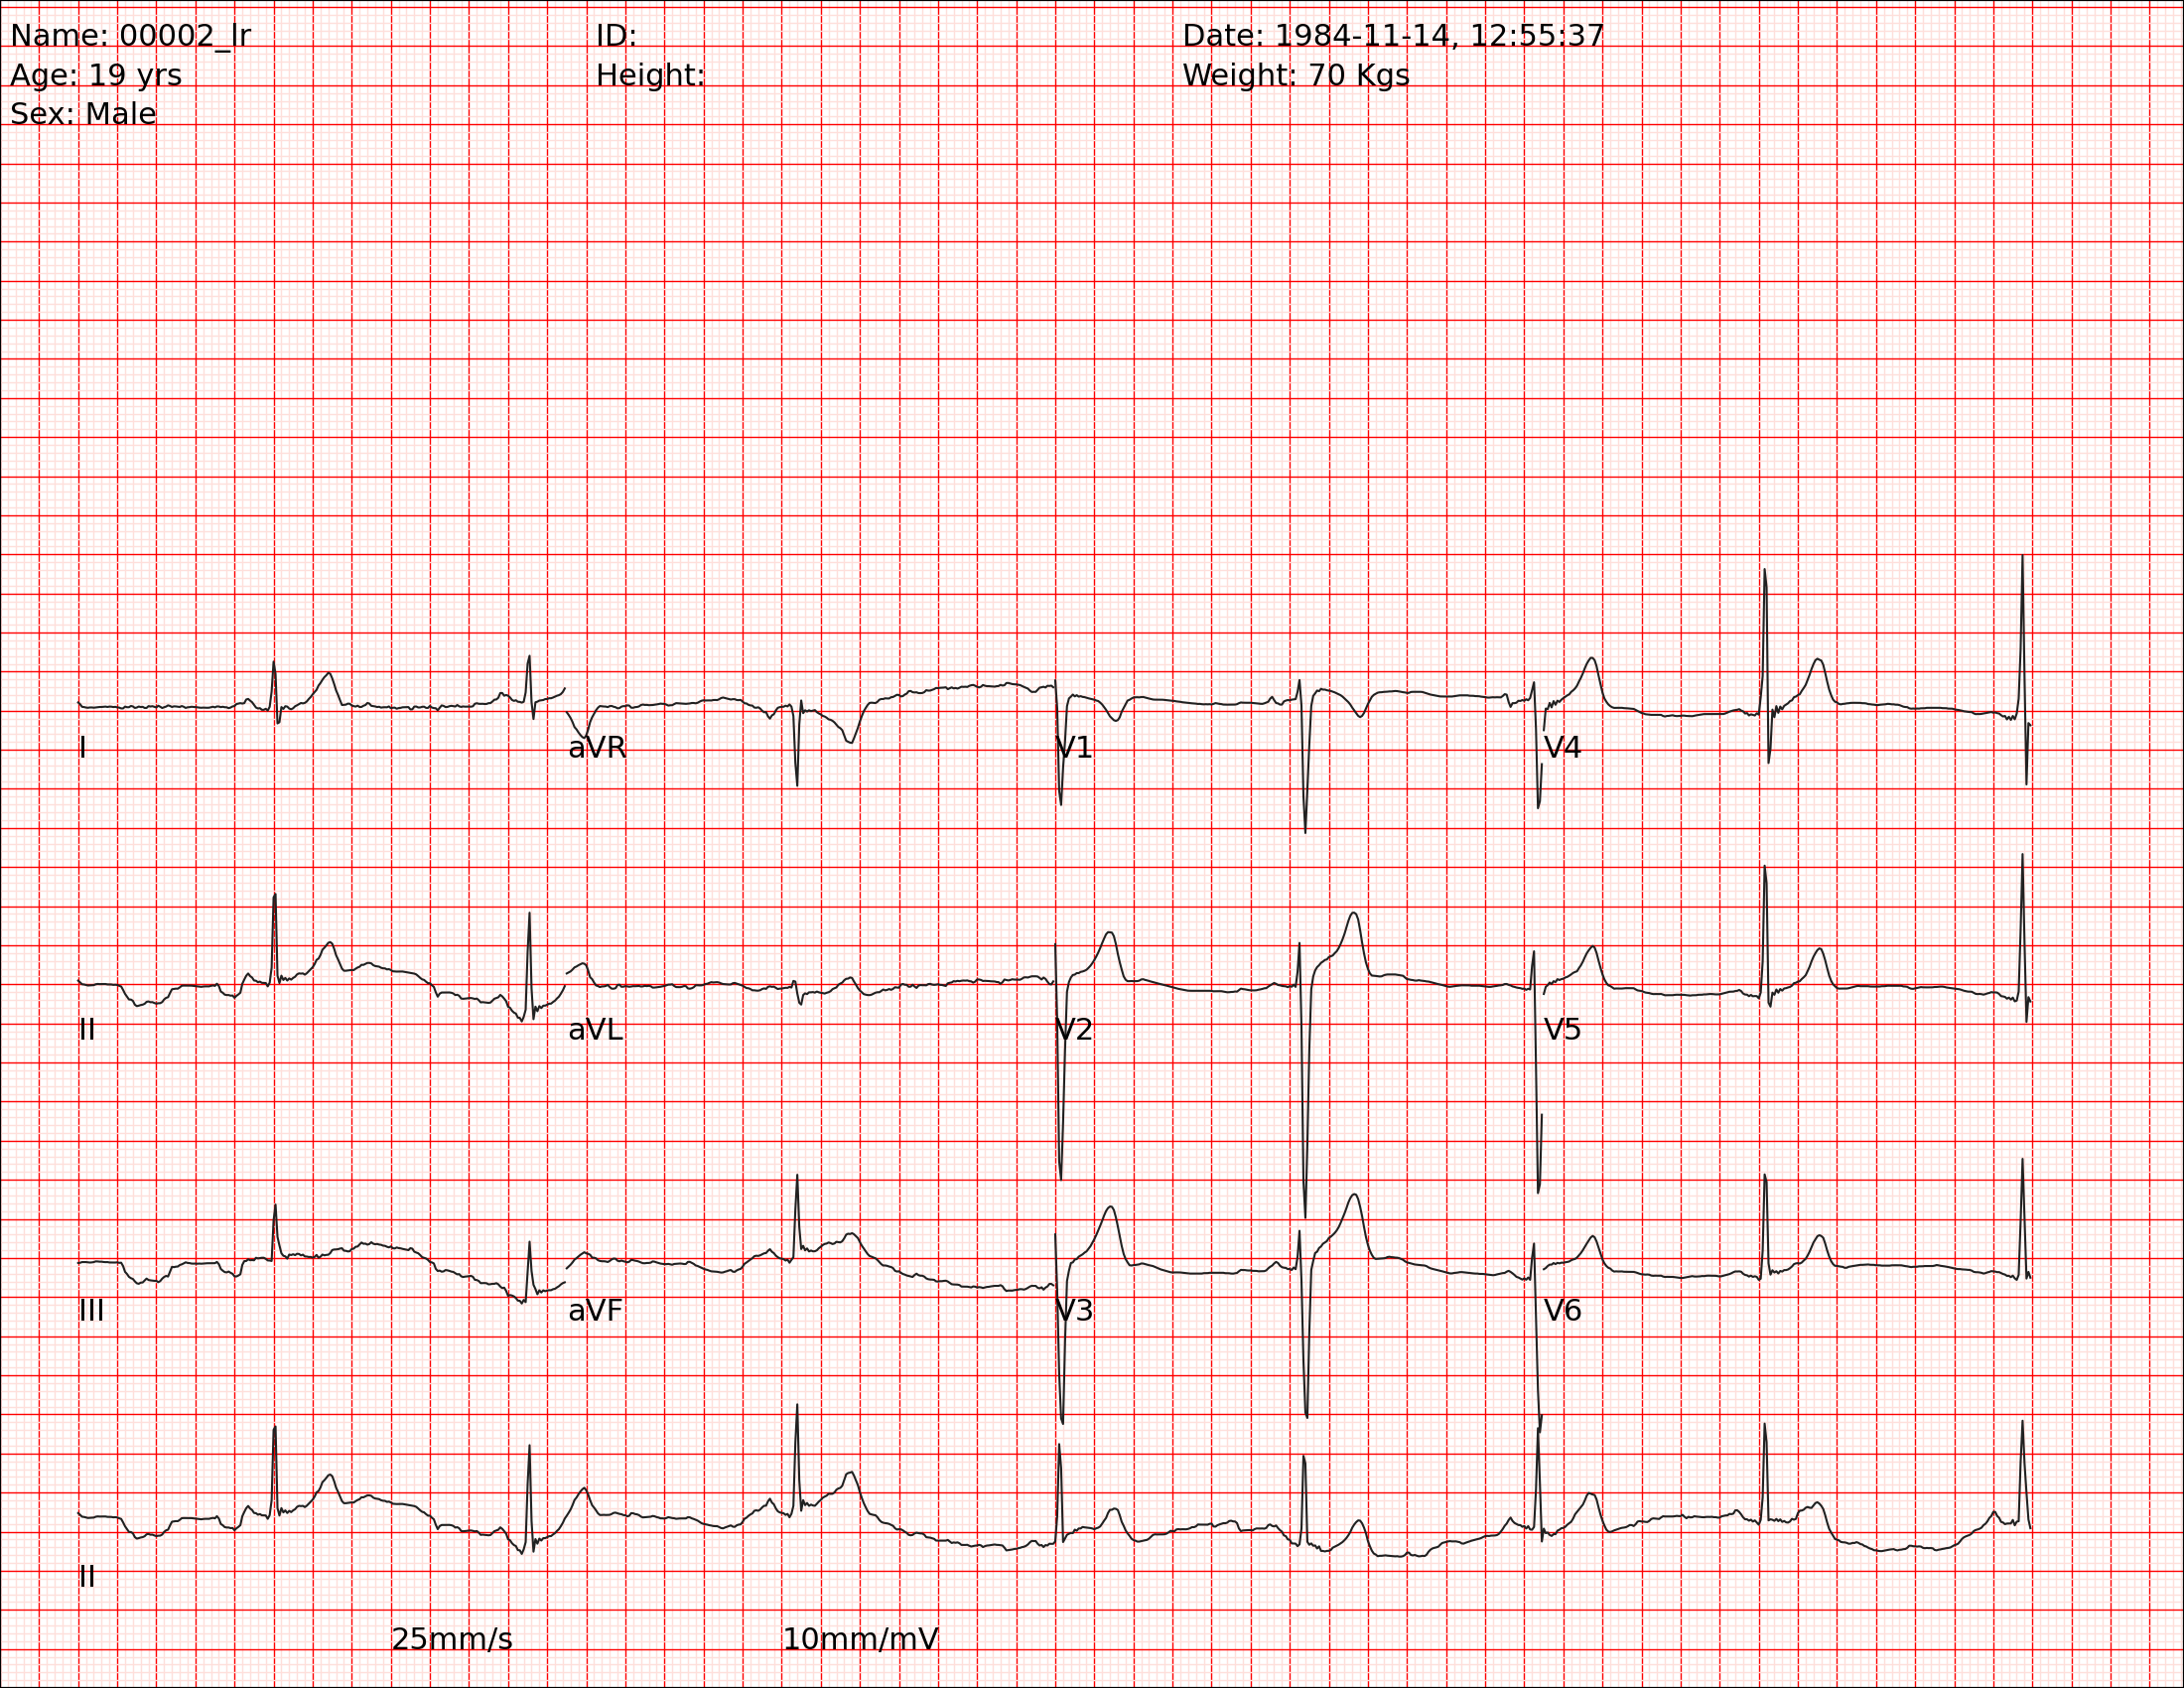 Name: 00002_lr ID: Date: 1984-11-14, 12:55:37
Age: 19 yrs Height: Weight: 70 Kgs
Sex: Male
I aVR V1 V4
II aVL V2 V5
III aVF V3 V6
II
25mm/s 10mm/mV